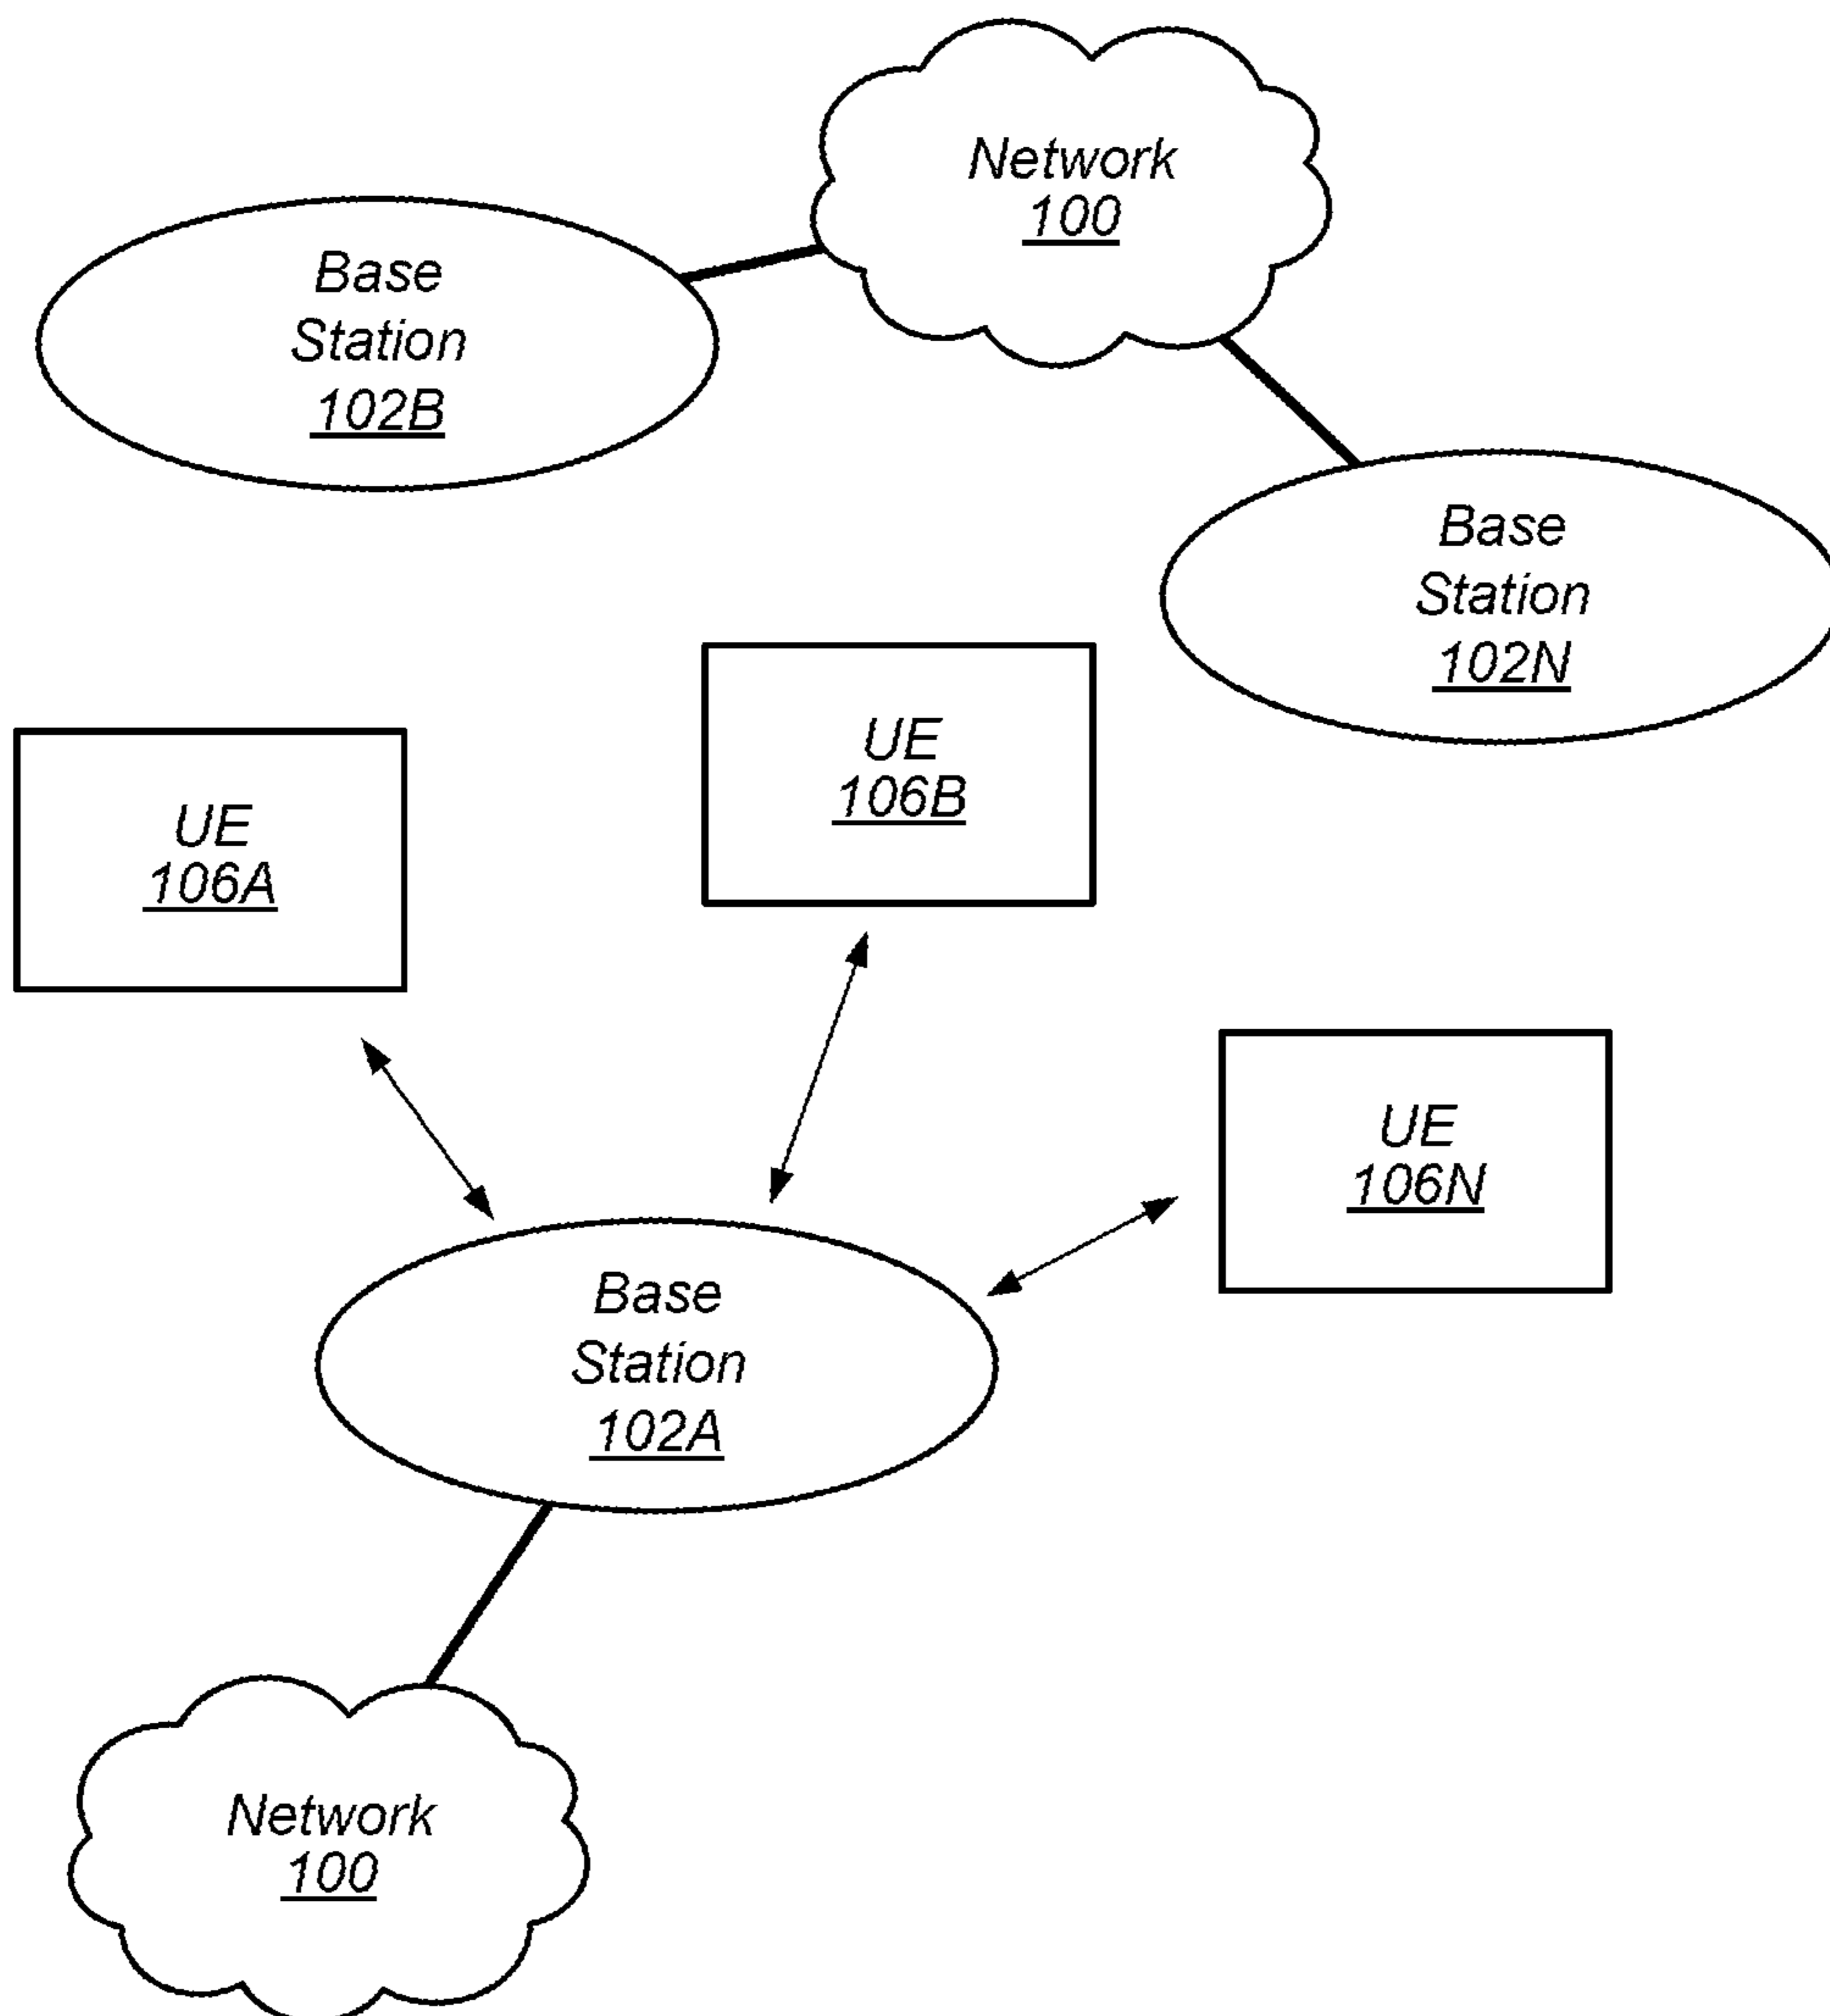 Network
100
Base
Station
102B
Base
Station
102N
UE
106B
UE
106A
UE
106N
Base
Station
102A
Network
100